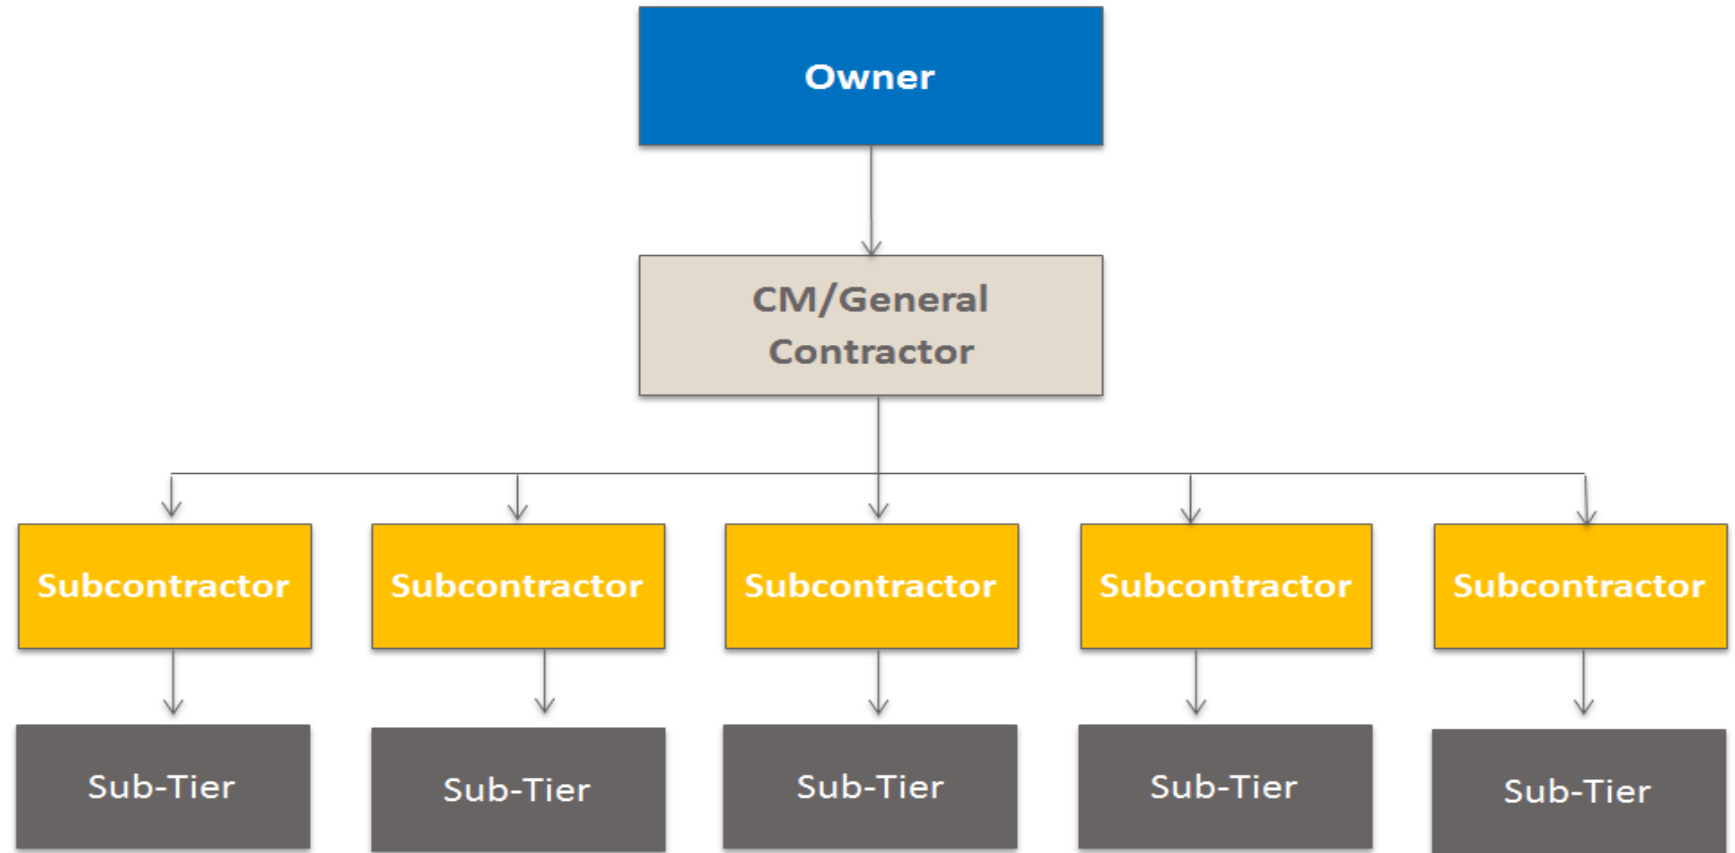 Owner
CM/General
Contractor
Subcontractor
Subcontractor
Subcontractor
Subcontractor
Subcontractor
Sub-Tier
Sub-Tier
Sub-Tier
Sub-Tier
Sub-Tier